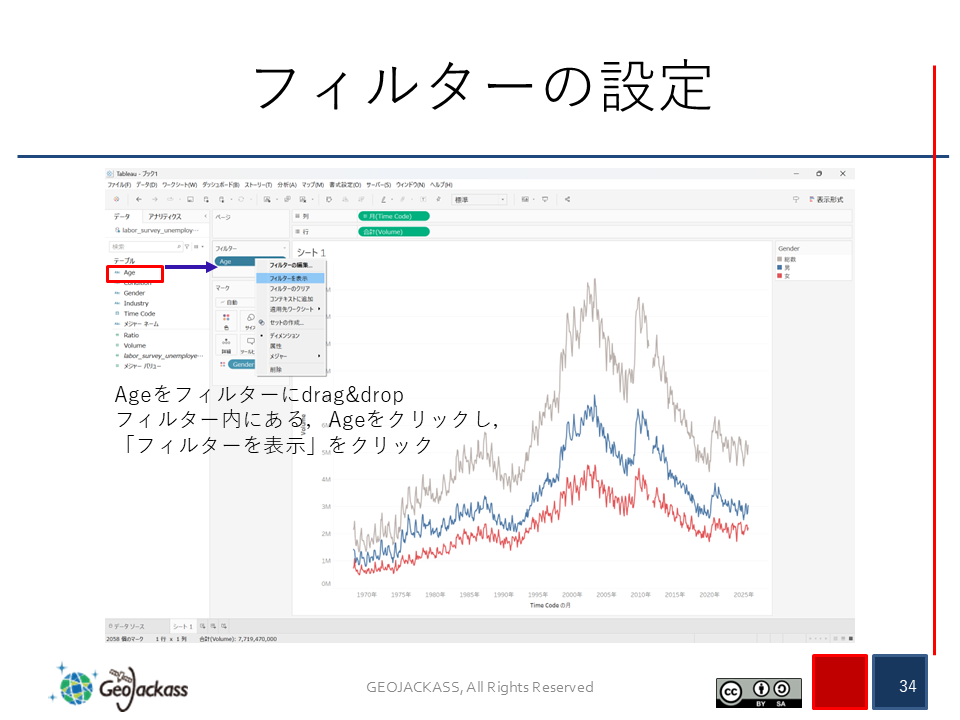 フィルターの設定
Tableau - ブック1
ファイル(F) データ(D) ワークシート(W) ダッシュボード(B) ストーリー(T) 分析(A) マップ(M) 書式設定(O) サーバー(S) ウィンドウ(N) ヘルプ(H)
標準
表示形式
データ アナリティクス
labor_survey_unemploy...
検索
テーブル
Age
Condition
Gender
Industry
Time Code
メジャー ネーム
Ratio
Volume
labor_survey_unemploye...
メジャー バリュー
ページ
フィルター
Age
マーク
自動
色
サイズ
詳細
ツールヒ
Gender
列
月(Time Code)
行
合計(Volume)
シート 1
フィルターの編集...
フィルターを表示
フィルターのクリア
コンテキストに追加
適用先ワークシート
セットの作成...
ディメンション
属性
メジャー
削除
Gender
総数
男
女
Ageをフィルターにdrag&drop
フィルター内にある，Ageをクリックし，
「フィルターを表示」をクリック
Volume
5M
4M
3M
2M
1M
0M
1970年 1975年 1980年 1985年 1990年 1995年 2000年 2005年 2010年 2015年 2020年 2025年
Time Code の月
データ ソース
シート 1
2058 個のマーク 1 行 x 1 列 合計(Volume): 7,719,470,000
GeoJackass
GEOJACKASS, All Rights Reserved
CC BY SA
34